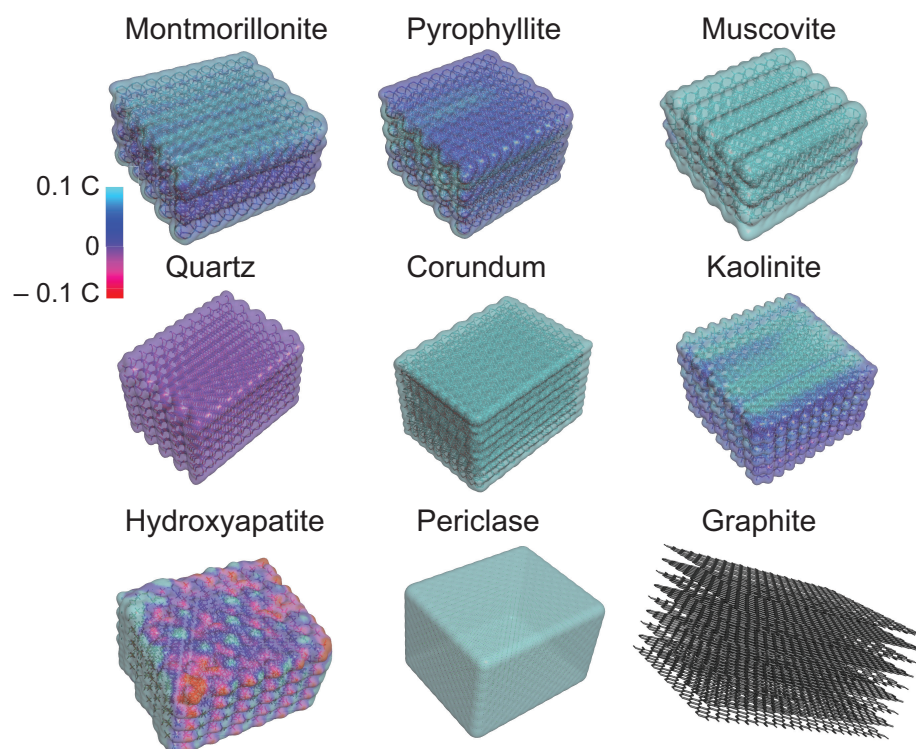 Montmorillonite
Pyrophyllite
Muscovite
0.1 C
0
– 0.1 C
Quartz
Corundum
Kaolinite
Hydroxyapatite
Periclase
Graphite